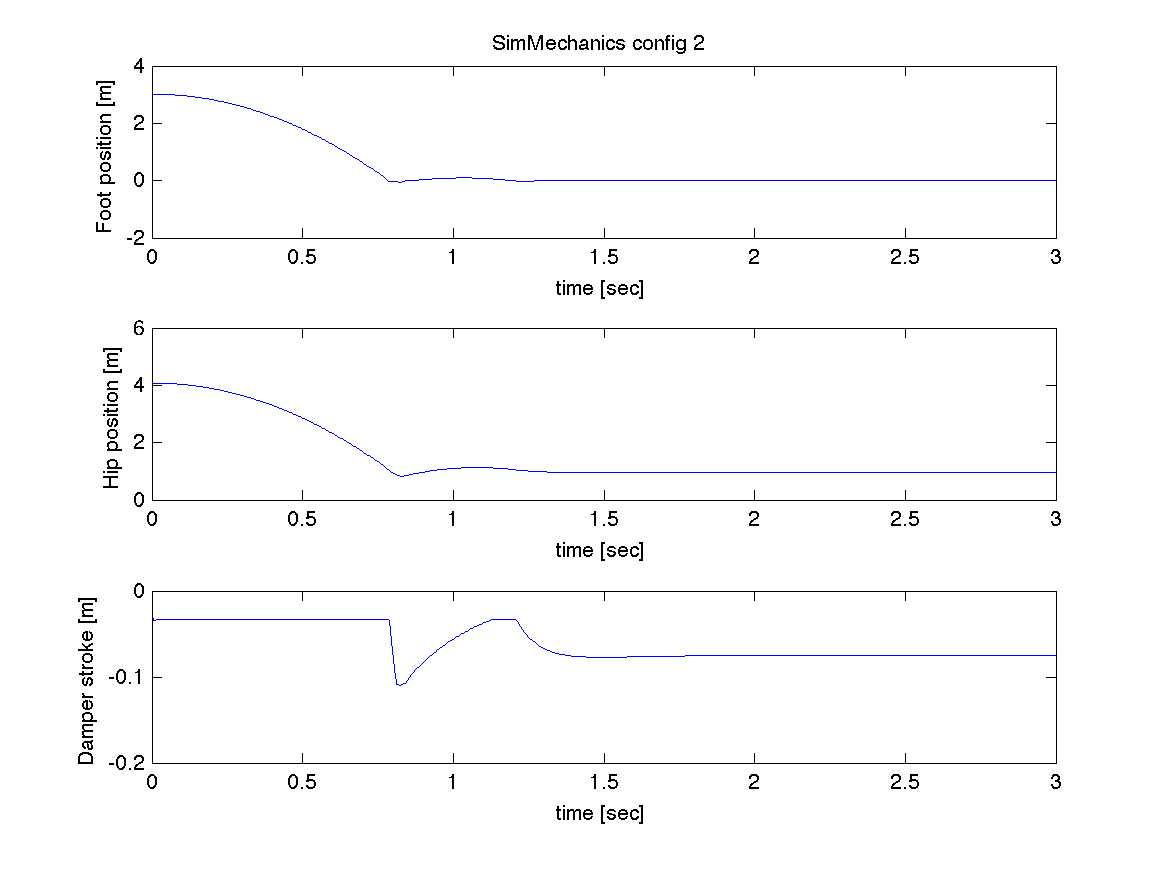 SimMechanics config 2
4
2
0
-2
Foot position [m]
0 0.5 1 1.5 2 2.5 3
time [sec]
6
4
2
0
Hip position [m]
0 0.5 1 1.5 2 2.5 3
time [sec]
0
-0.1
-0.2
Damper stroke [m]
0 0.5 1 1.5 2 2.5 3
time [sec]